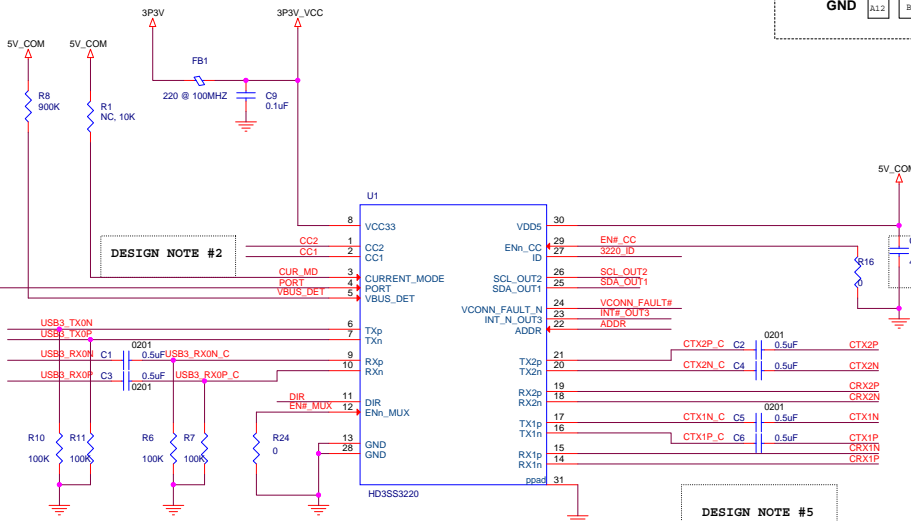 GND A12
3P3V 3P3V_VCC
5V_COM 5V_COM
FB1
220 @ 100MHZ
C9
0.1uF
R8
900K
R1
NC, 10K
5V_COM
U1
DESIGN NOTE #2
8 VCC33 VDD5 30
CC2 1 CC2 ENn_CC 29 EN#_CC
CC1 2 CC1 ID 27 3220_ID
CUR_MD 3 CURRENT_MODE SCL_OUT2 26 SCL_OUT2
PORT 4 PORT SDA_OUT1 25 SDA_OUT1
VBUS_DET 5 VBUS_DET
VCONN_FAULT_N 24 VCONN_FAULT#
INT_N_OUT3 23 INT#_OUT3
ADDR 22 ADDR
R16
0
USB3_TX0N 6 TXp
USB3_TX0P 7 TXn
USB3_RX0N C1 0201 0.5uF USB3_RX0N_C 9 RXp
USB3_RX0P C3 0.5uF 0201 USB3_RX0P_C 10 RXn
TX2p 21 CTX2P_C C2 0201 0.5uF CTX2P
TX2n 20 CTX2N_C C4 0.5uF CTX2N
RX2p 19 CRX2P
RX2n 18 CRX2N
DIR 11 DIR
EN#_MUX 12 ENn_MUX
TX1p 17 CTX1N_C C5 0201 0.5uF CTX1N
TX1n 16 CTX1P_C C6 0.5uF CTX1P
RX1p 15 CRX1N
RX1n 14 CRX1P
13 GND
28 GND
ppad 31
R10
100K
R11
100K
R6
100K
R7
100K
R24
0
HD3SS3220
DESIGN NOTE #5